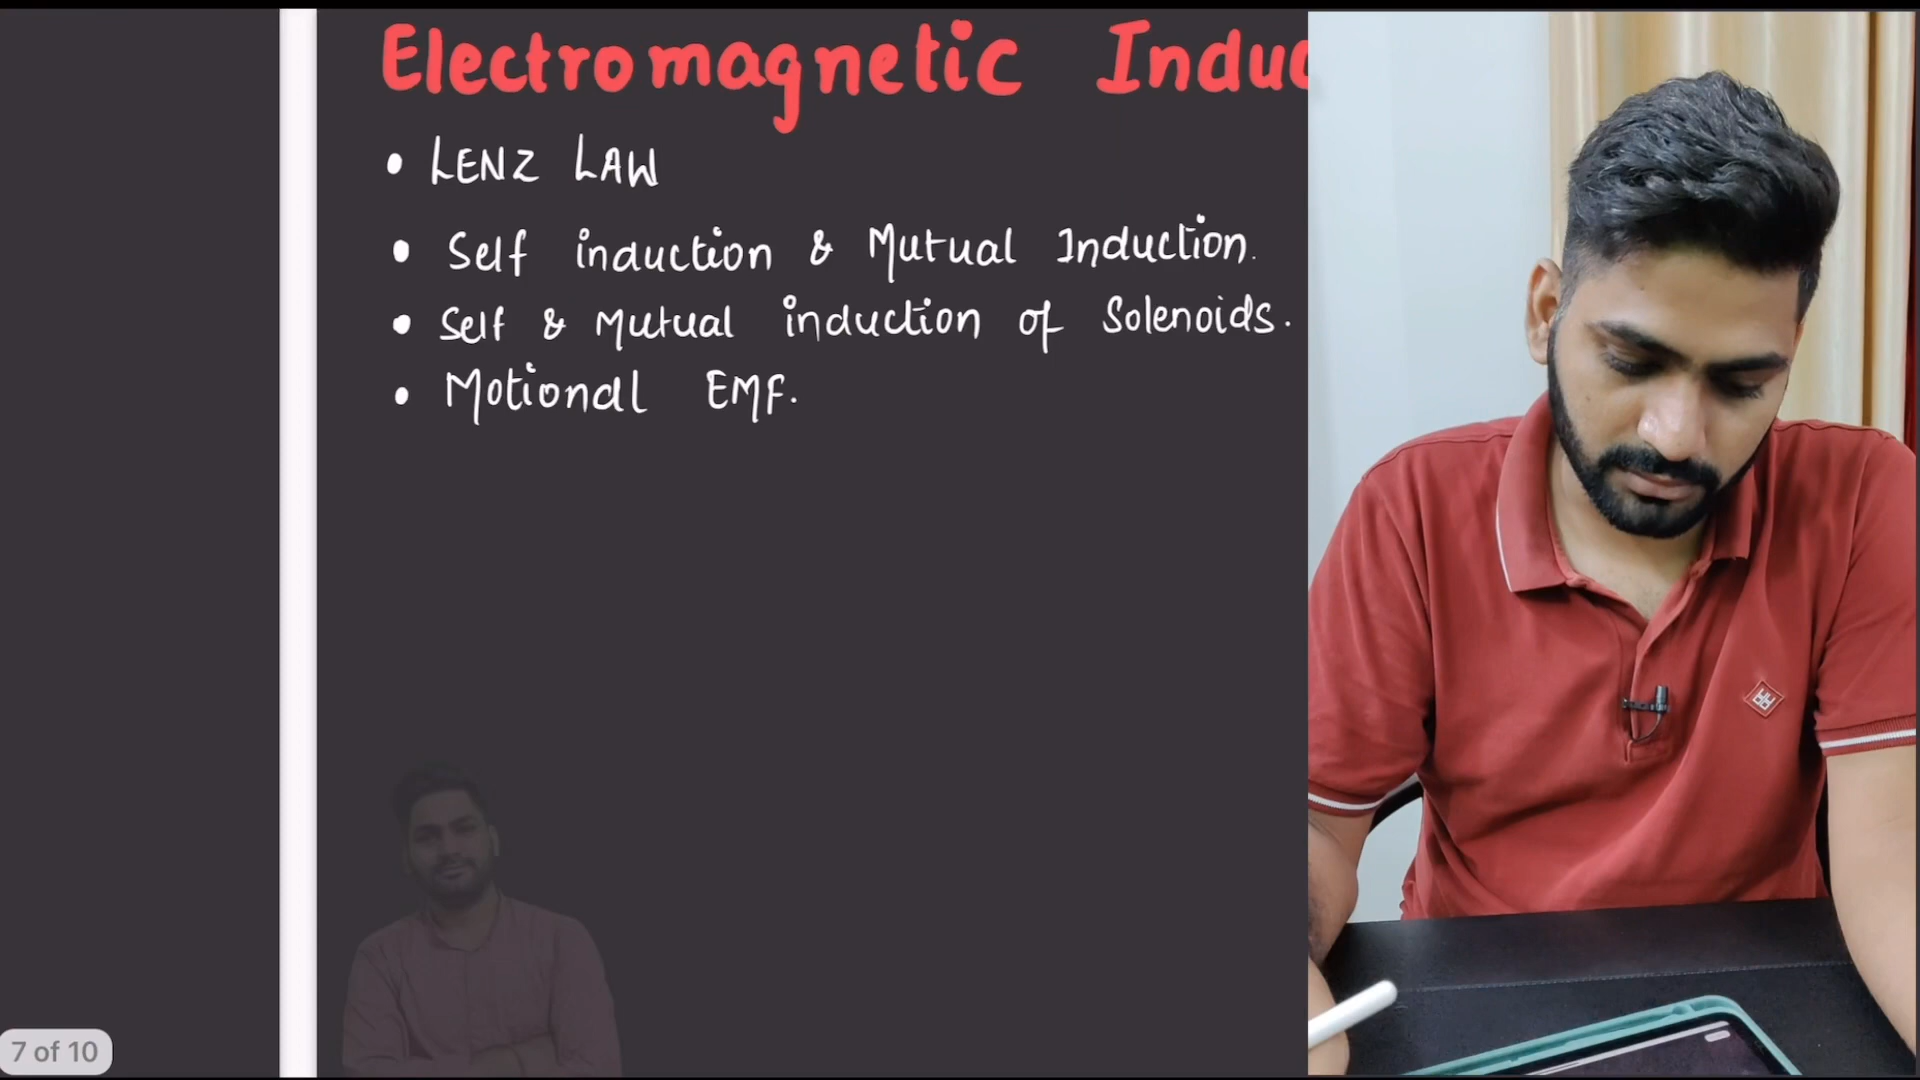 Electromagnetic Induc
• LENZ LAW
• Self induction & Mutual Induction.
• Self & Mutual induction of Solenoids.
• Motional EMF.
7 of 10